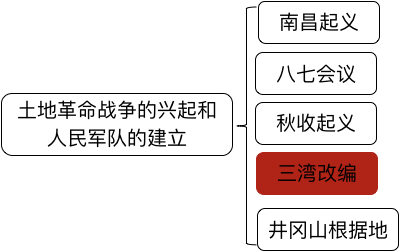 南昌起义
八七会议
土地革命战争的兴起和
人民军队的建立
秋收起义
三湾改编
井冈山根据地